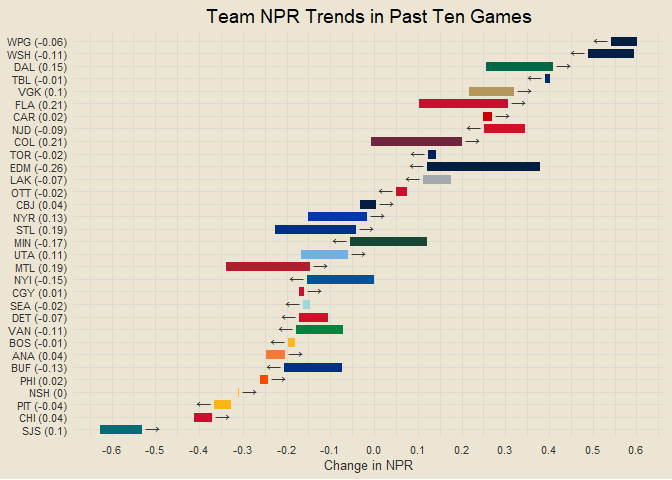 Team NPR Trends in Past Ten Games
WPG (-0.06)
WSH (-0.11)
DAL (0.15)
TBL (-0.01)
VGK (0.1)
FLA (0.21)
CAR (0.02)
NJD (-0.09)
COL (0.21)
TOR (-0.02)
EDM (-0.26)
LAK (-0.07)
OTT (-0.02)
CBJ (0.04)
NYR (0.13)
STL (0.19)
MIN (-0.17)
UTA (0.11)
MTL (0.19)
NYI (-0.15)
CGY (0.01)
SEA (-0.02)
DET (-0.07)
VAN (-0.11)
BOS (-0.01)
ANA (0.04)
BUF (-0.13)
PHI (0.02)
NSH (0)
PIT (-0.04)
CHI (0.04)
SJS (0.1)
-0.6 -0.5 -0.4 -0.3 -0.2 -0.1 0.0 0.1 0.2 0.3 0.4 0.5 0.6
Change in NPR